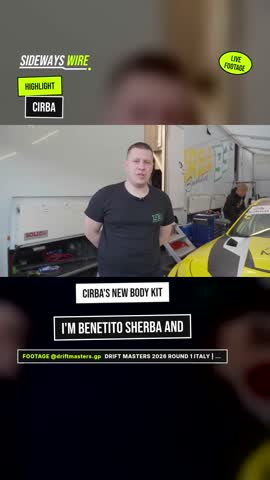 SIDEWAYS WIRE.
LIVE
FOOTAGE
HIGHLIGHT
CIRBA
CIRBA'S NEW BODY KIT
I'M BENETITO SHERBA AND
FOOTAGE @driftmasters.gp DRIFT MASTERS 2026 ROUND 1 ITALY | ...